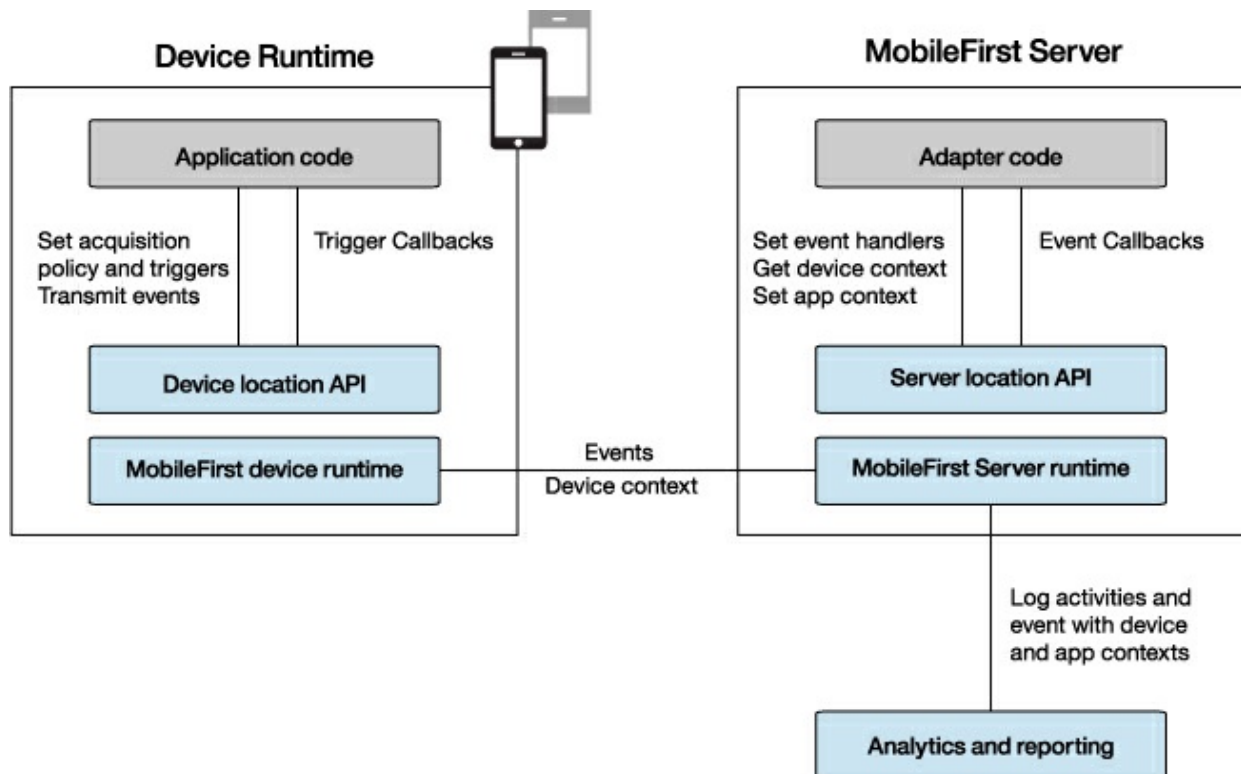 Device Runtime
MobileFirst Server
Application code
Set acquisition
policy and triggers
Transmit events
Trigger Callbacks
Device location API
MobileFirst device runtime
Events
Device context
Adapter code
Set event handlers
Get device context
Set app context
Event Callbacks
Server location API
MobileFirst Server runtime
Log activities and
event with device
and app contexts
Analytics and reporting